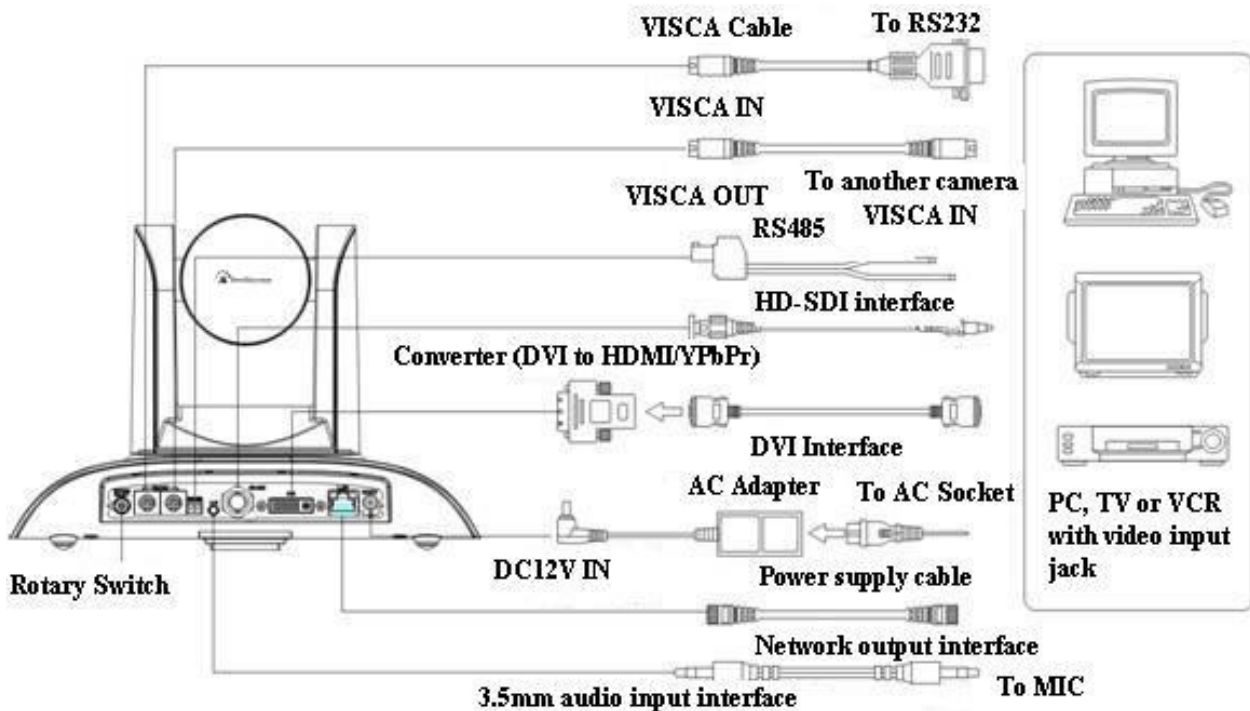 VISCA Cable
To RS232
VISCA IN
VISCA OUT
To another camera
VISCA IN
RS485
HD-SDI interface
Converter (DVI to HDMI/YPbPr)
DVI Interface
AC Adapter
To AC Socket
PC, TV or VCR
with video input
jack
Rotary Switch
DC12V IN
Power supply cable
Network output interface
3.5mm audio input interface
To MIC